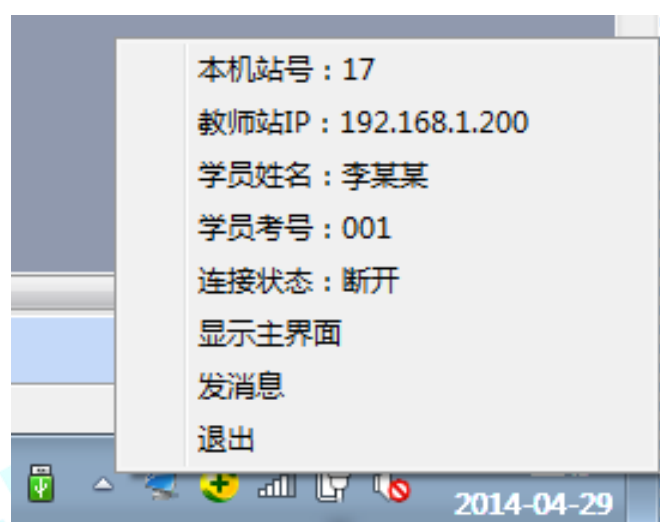 本机站号：17
教师站IP：192.168.1.200
学员姓名：李某某
学员考号：001
连接状态：断开
显示主界面
发消息
退出
2014-04-29